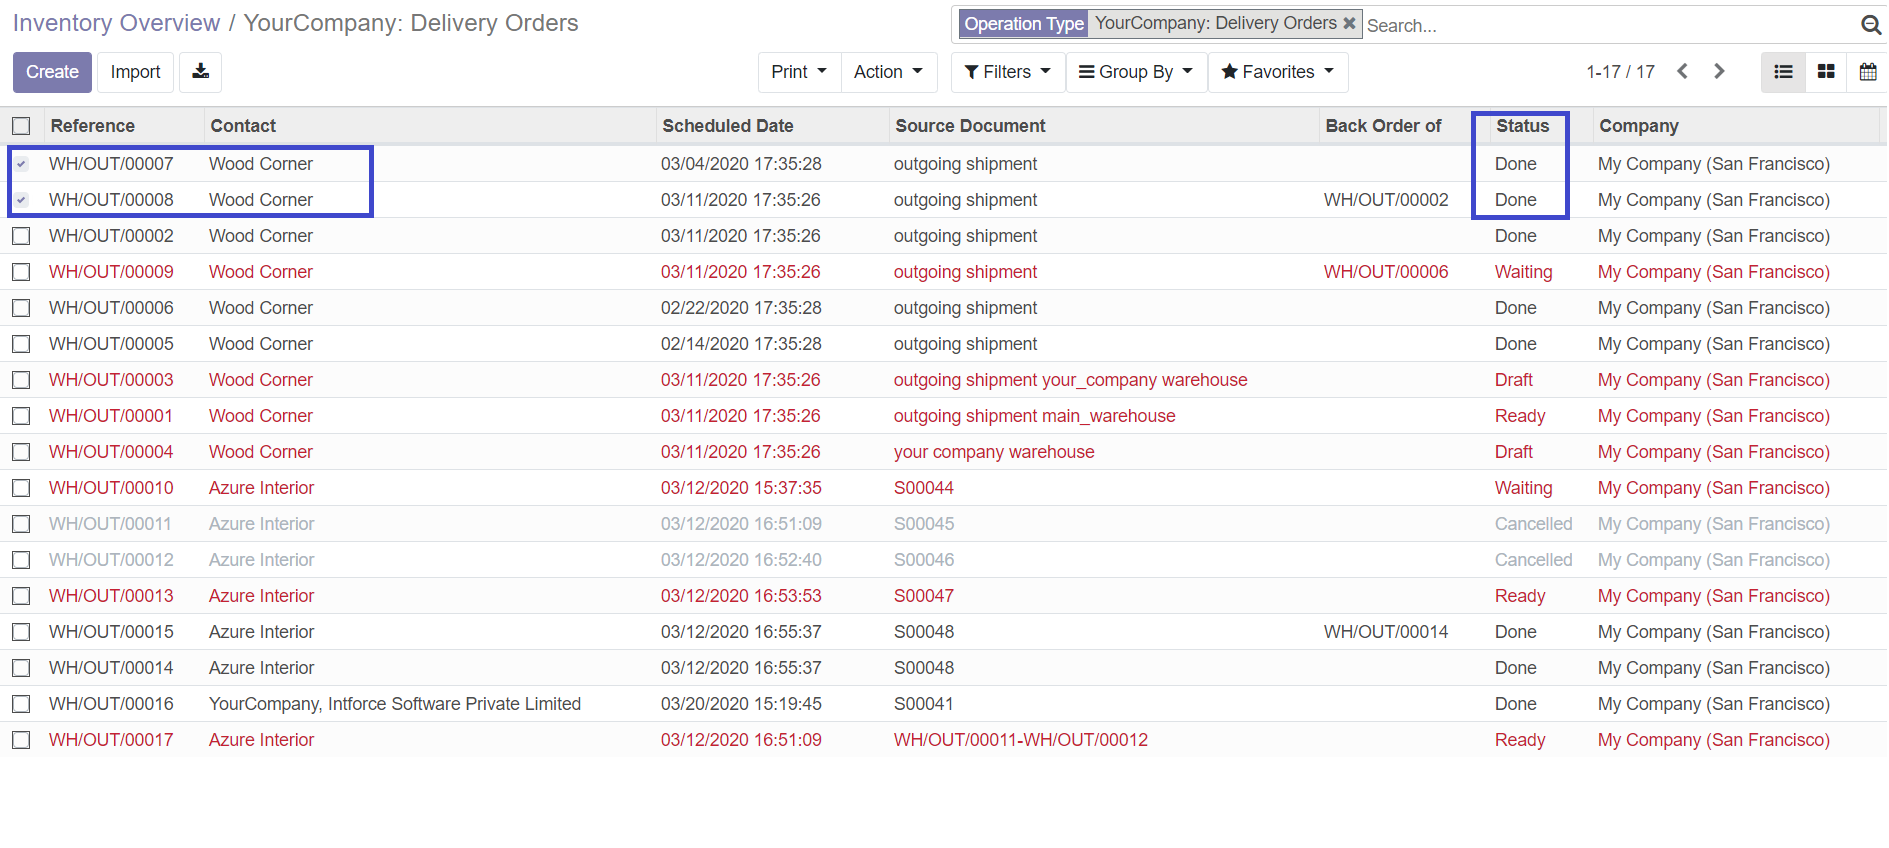 Inventory Overview / YourCompany: Delivery Orders
Operation Type YourCompany: Delivery Orders Search...
Create Import Print Action Filters Group By Favorites 1-17 / 17
Reference Contact Scheduled Date Source Document Back Order of Status Company
WH/OUT/00007 Wood Corner 03/04/2020 17:35:28 outgoing shipment Done My Company (San Francisco)
WH/OUT/00008 Wood Corner 03/11/2020 17:35:26 outgoing shipment WH/OUT/00002 Done My Company (San Francisco)
WH/OUT/00002 Wood Corner 03/11/2020 17:35:26 outgoing shipment Done My Company (San Francisco)
WH/OUT/00009 Wood Corner 03/11/2020 17:35:26 outgoing shipment WH/OUT/00006 Waiting My Company (San Francisco)
WH/OUT/00006 Wood Corner 02/22/2020 17:35:28 outgoing shipment Done My Company (San Francisco)
WH/OUT/00005 Wood Corner 02/14/2020 17:35:28 outgoing shipment Done My Company (San Francisco)
WH/OUT/00003 Wood Corner 03/11/2020 17:35:26 outgoing shipment your_company warehouse Draft My Company (San Francisco)
WH/OUT/00001 Wood Corner 03/11/2020 17:35:26 outgoing shipment main_warehouse Ready My Company (San Francisco)
WH/OUT/00004 Wood Corner 03/11/2020 17:35:26 your company warehouse Draft My Company (San Francisco)
WH/OUT/00010 Azure Interior 03/12/2020 15:37:35 S00044 Waiting My Company (San Francisco)
WH/OUT/00011 Azure Interior 03/12/2020 16:51:09 S00045 Cancelled My Company (San Francisco)
WH/OUT/00012 Azure Interior 03/12/2020 16:52:40 S00046 Cancelled My Company (San Francisco)
WH/OUT/00013 Azure Interior 03/12/2020 16:53:53 S00047 Ready My Company (San Francisco)
WH/OUT/00015 Azure Interior 03/12/2020 16:55:37 S00048 WH/OUT/00014 Done My Company (San Francisco)
WH/OUT/00014 Azure Interior 03/12/2020 16:55:37 S00048 Done My Company (San Francisco)
WH/OUT/00016 YourCompany, Intforce Software Private Limited 03/20/2020 15:19:45 S00041 Done My Company (San Francisco)
WH/OUT/00017 Azure Interior 03/12/2020 16:51:09 WH/OUT/00011-WH/OUT/00012 Ready My Company (San Francisco)